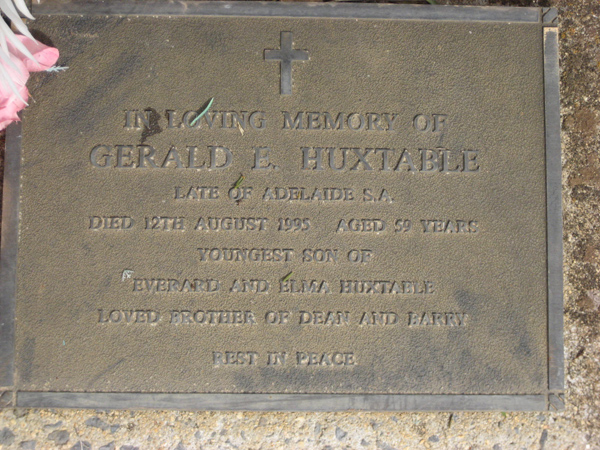 IN LOVING MEMORY OF
GERALD E. HUXTABLE
LATE OF ADELAIDE S.A.
DIED 12TH AUGUST 1995 AGED 59 YEARS
YOUNGEST SON OF
EVERARD AND ELMA HUXTABLE
LOVED BROTHER OF DEAN AND BARRY
REST IN PEACE